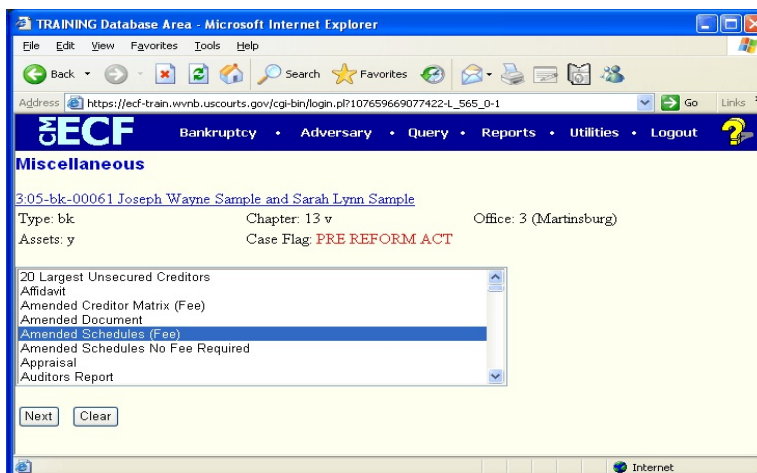 TRAINING Database Area - Microsoft Internet Explorer
File Edit View Favorites Tools Help
Back Search Favorites
Address https://ecf-train.wvnb.uscourts.gov/cgi-bin/login.pl?107659669077422-L_565_0-1 Go Links
CM ECF Bankruptcy • Adversary • Query • Reports • Utilities • Logout ?
Miscellaneous
3:05-bk-00061 Joseph Wayne Sample and Sarah Lynn Sample
Type: bk Chapter: 13 v Office: 3 (Martinsburg)
Assets: y Case Flag: PRE REFORM ACT
20 Largest Unsecured Creditors
Affidavit
Amended Creditor Matrix (Fee)
Amended Document
Amended Schedules (Fee)
Amended Schedules No Fee Required
Appraisal
Auditors Report
Next Clear
Internet